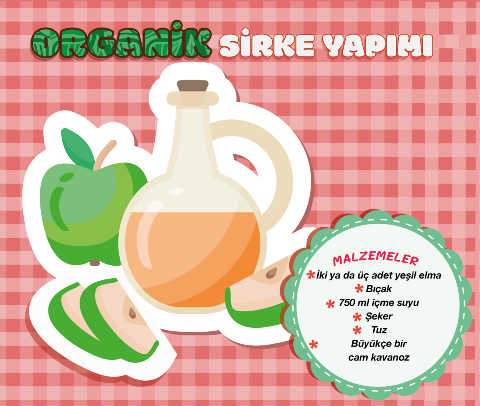 ORGANİK SİRKE YAPIMI
MALZEMELER
*İki ya da üç adet yeşil elma
* Bıçak
* 750 ml içme suyu
* Şeker
* Tuz
* Büyükçe bir
cam kavanoz